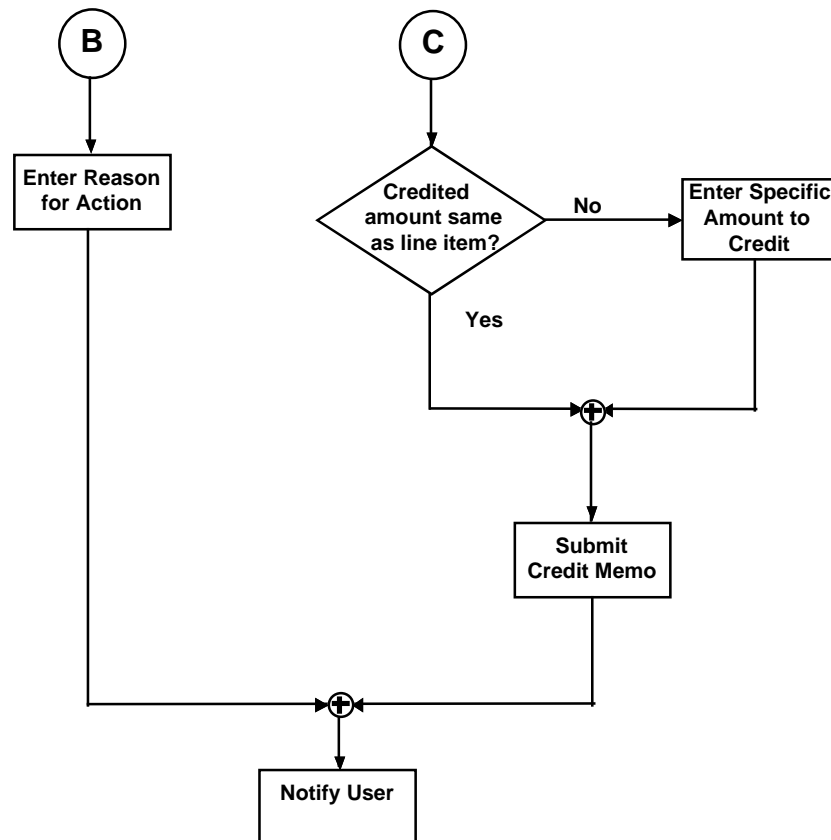 B
C
Enter Reason
for Action
Credited
amount same
as line item?
No
Enter Specific
Amount to
Credit
Yes
Submit
Credit Memo
Notify User